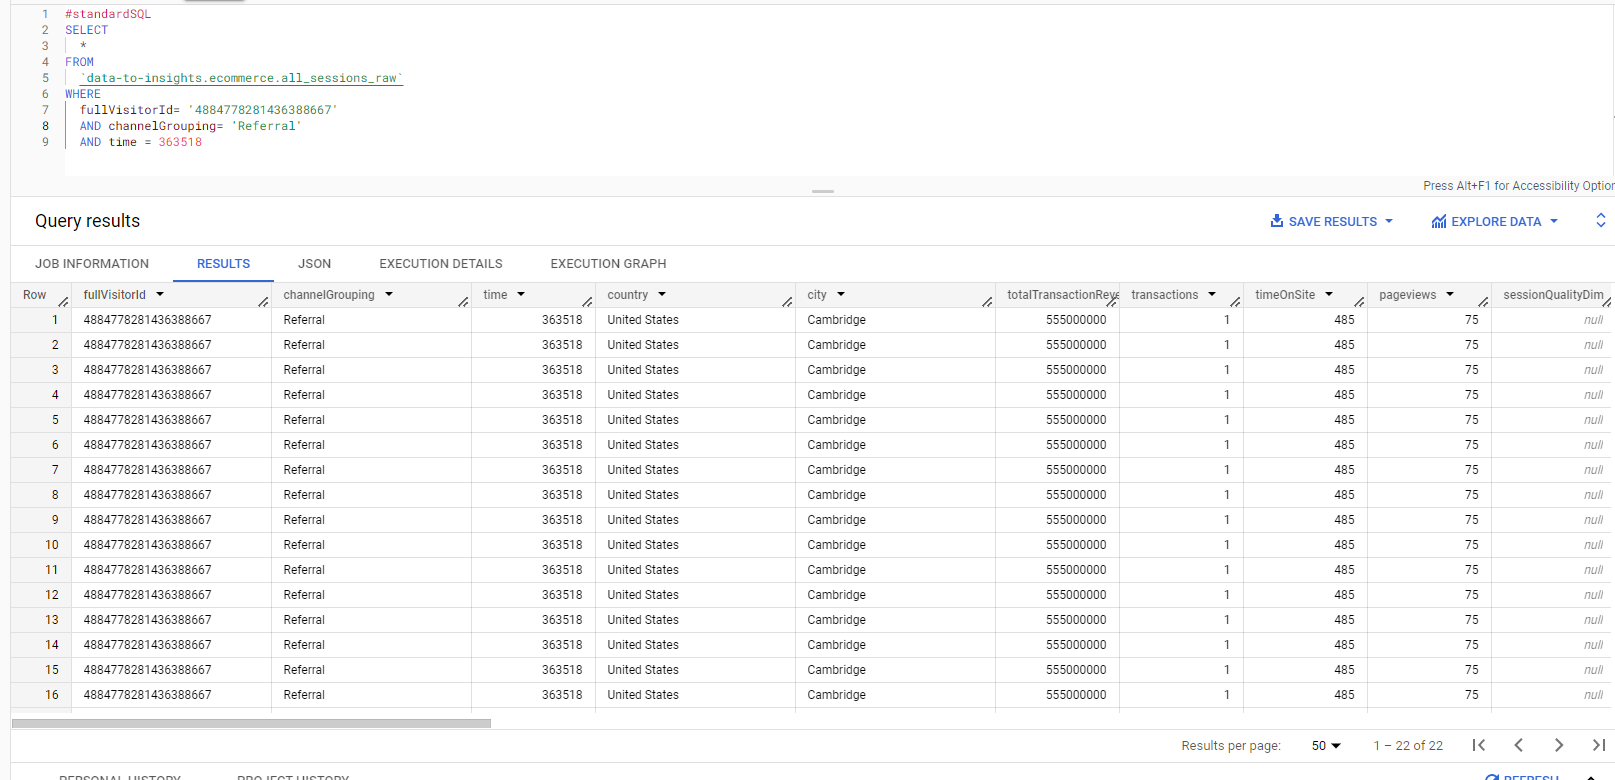 1 #standardSQL
2 SELECT
3 *
4 FROM
5 `data-to-insights.ecommerce.all_sessions_raw`
6 WHERE
7 fullVisitorId= '4884778281436388667'
8 AND channelGrouping= 'Referral'
9 AND time = 363518
Press Alt+F1 for Accessibility Option
Query results
SAVE RESULTS EXPLORE DATA
JOB INFORMATION RESULTS JSON EXECUTION DETAILS EXECUTION GRAPH
Row fullVisitorId channelGrouping time country city totalTransactionReve transactions timeOnSite pageviews sessionQualityDim
1 4884778281436388667 Referral 363518 United States Cambridge 555000000 1 485 75 null
2 4884778281436388667 Referral 363518 United States Cambridge 555000000 1 485 75 null
3 4884778281436388667 Referral 363518 United States Cambridge 555000000 1 485 75 null
4 4884778281436388667 Referral 363518 United States Cambridge 555000000 1 485 75 null
5 4884778281436388667 Referral 363518 United States Cambridge 555000000 1 485 75 null
6 4884778281436388667 Referral 363518 United States Cambridge 555000000 1 485 75 null
7 4884778281436388667 Referral 363518 United States Cambridge 555000000 1 485 75 null
8 4884778281436388667 Referral 363518 United States Cambridge 555000000 1 485 75 null
9 4884778281436388667 Referral 363518 United States Cambridge 555000000 1 485 75 null
10 4884778281436388667 Referral 363518 United States Cambridge 555000000 1 485 75 null
11 4884778281436388667 Referral 363518 United States Cambridge 555000000 1 485 75 null
12 4884778281436388667 Referral 363518 United States Cambridge 555000000 1 485 75 null
13 4884778281436388667 Referral 363518 United States Cambridge 555000000 1 485 75 null
14 4884778281436388667 Referral 363518 United States Cambridge 555000000 1 485 75 null
15 4884778281436388667 Referral 363518 United States Cambridge 555000000 1 485 75 null
16 4884778281436388667 Referral 363518 United States Cambridge 555000000 1 485 75 null
Results per page: 50 1 – 22 of 22
PERSONAL HISTORY PROJECT HISTORY REFRESH